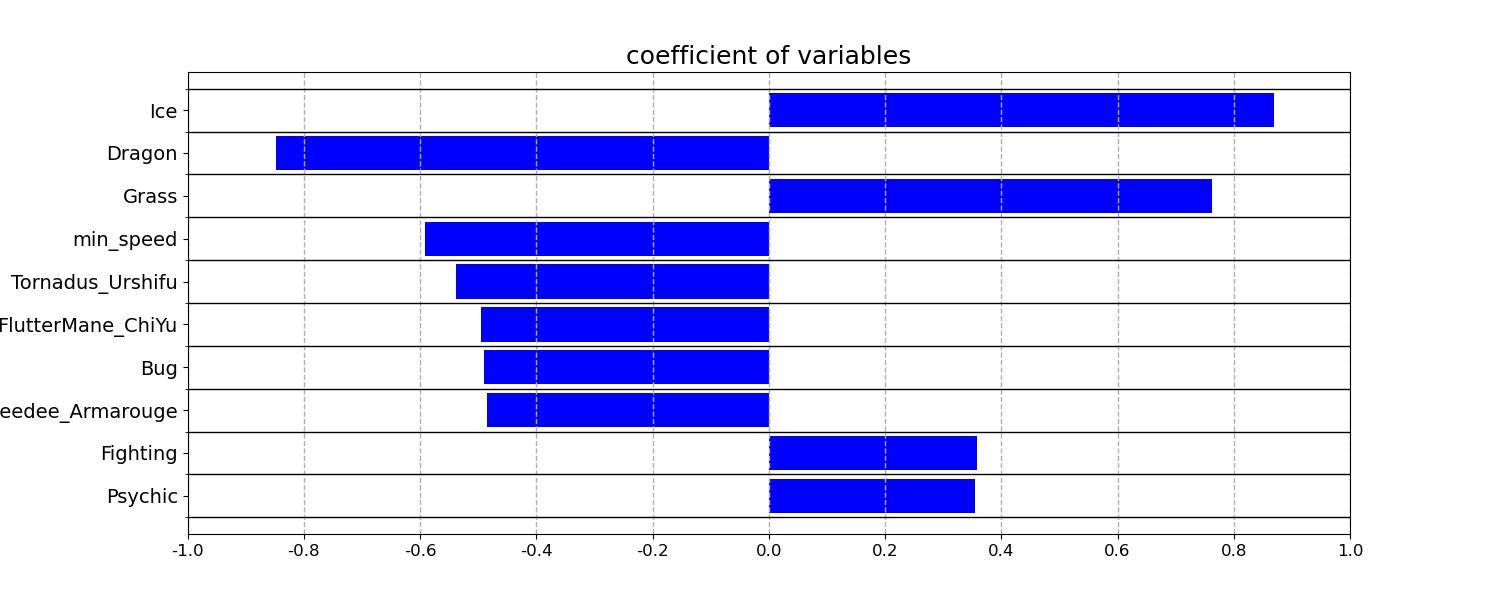 coefficient of variables
Ice
Dragon
Grass
min_speed
Tornadus_Urshifu
FlutterMane_ChiYu
Bug
eedee_Armarouge
Fighting
Psychic
-1.0 -0.8 -0.6 -0.4 -0.2 0.0 0.2 0.4 0.6 0.8 1.0